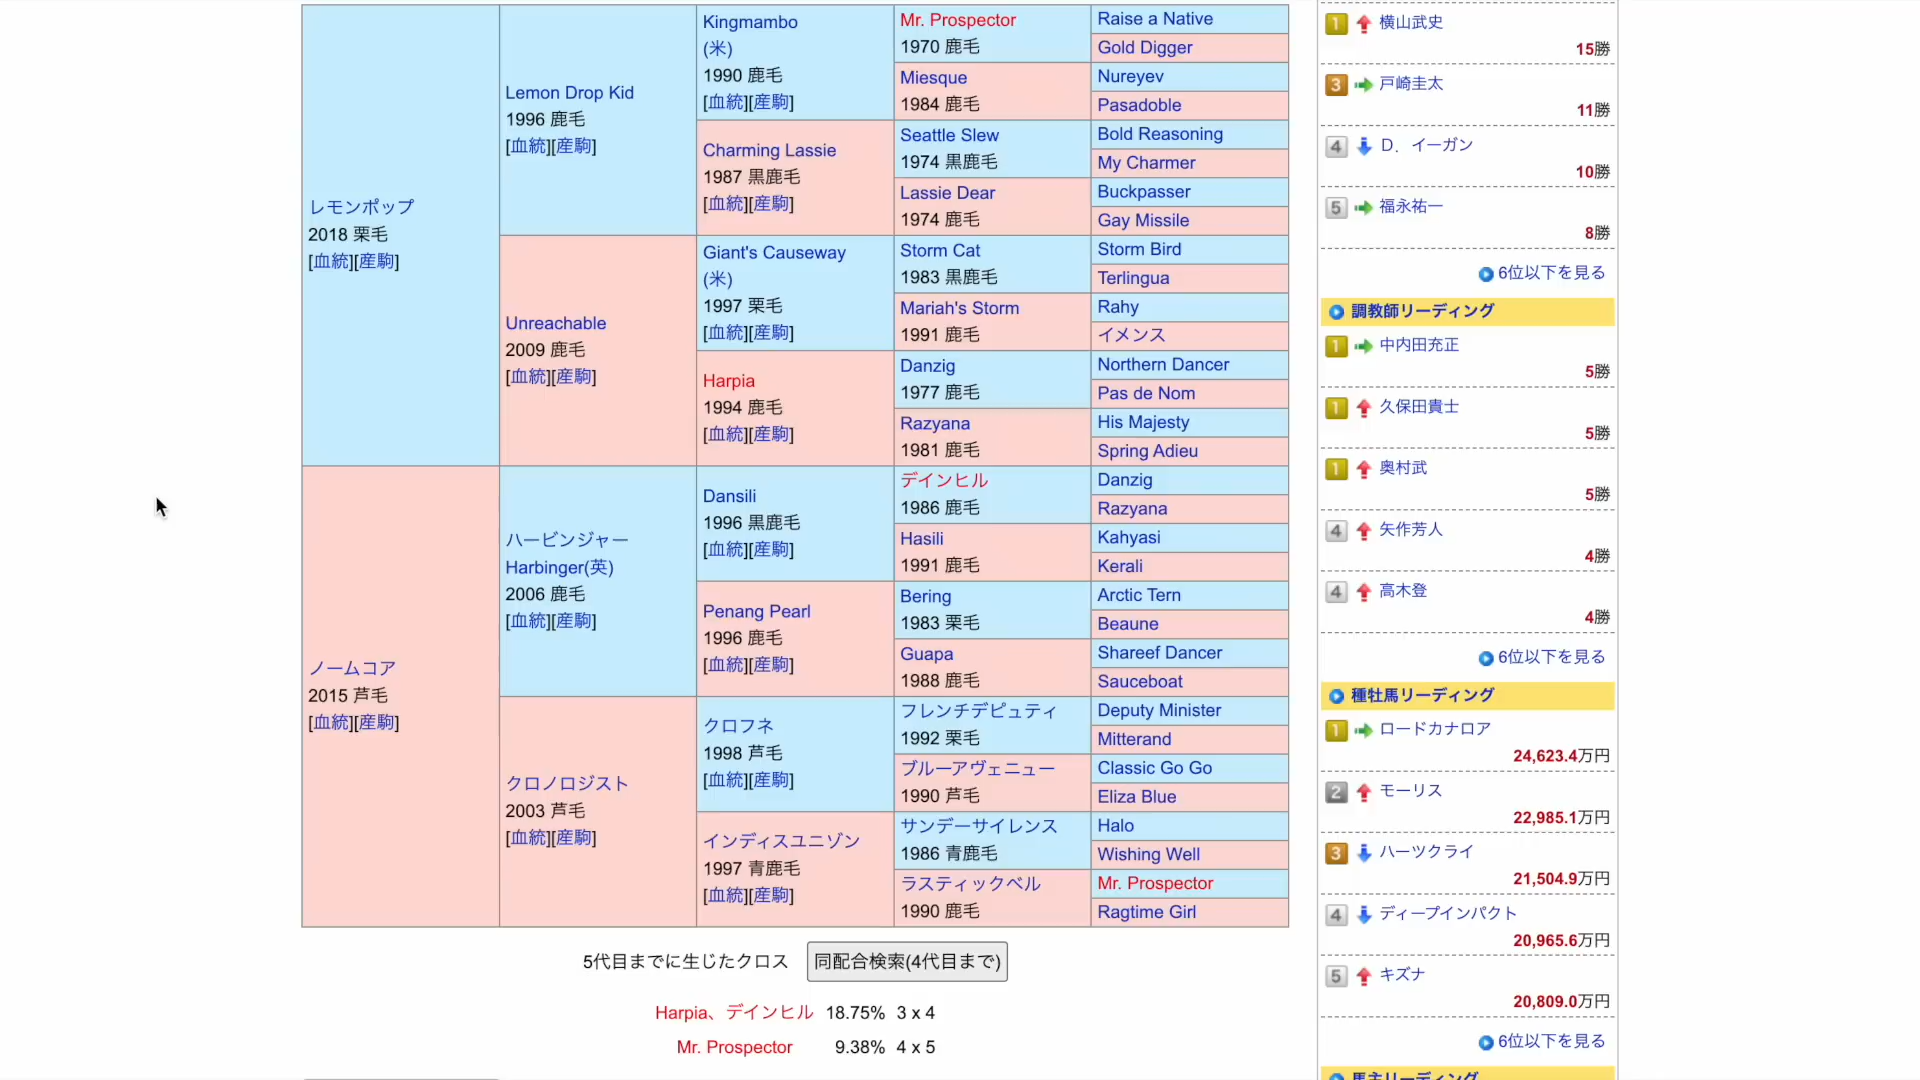 レモンポップ
2018 栗毛
[血統][産駒]
Lemon Drop Kid
1996 鹿毛
[血統][産駒]
Kingmambo
(米)
1990 鹿毛
[血統][産駒]
Mr. Prospector
1970 鹿毛
Raise a Native
Gold Digger
Miesque
1984 鹿毛
Nureyev
Pasadoble
Charming Lassie
1987 黒鹿毛
[血統][産駒]
Seattle Slew
1974 黒鹿毛
Bold Reasoning
My Charmer
Lassie Dear
1974 鹿毛
Buckpasser
Gay Missile
Unreachable
2009 鹿毛
[血統][産駒]
Giant's Causeway
(米)
1997 栗毛
[血統][産駒]
Storm Cat
1983 黒鹿毛
Storm Bird
Terlingua
Mariah's Storm
1991 鹿毛
Rahy
イメンス
Harpia
1994 鹿毛
[血統][産駒]
Danzig
1977 鹿毛
Northern Dancer
Pas de Nom
Razyana
1981 鹿毛
His Majesty
Spring Adieu
ノームコア
2015 芦毛
[血統][産駒]
ハービンジャー
Harbinger(英)
2006 鹿毛
[血統][産駒]
Dansili
1996 黒鹿毛
[血統][産駒]
デインヒル
1986 鹿毛
Danzig
Razyana
Hasili
1991 鹿毛
Kahyasi
Kerali
Penang Pearl
1996 鹿毛
[血統][産駒]
Bering
1983 栗毛
Arctic Tern
Beaune
Guapa
1988 鹿毛
Shareef Dancer
Sauceboat
クロノロジスト
2003 芦毛
[血統][産駒]
クロフネ
1998 芦毛
[血統][産駒]
フレンチデピュティ
1992 栗毛
Deputy Minister
Mitterand
ブルーアヴェニュー
1990 芦毛
Classic Go Go
Eliza Blue
インディスユニゾン
1997 青鹿毛
[血統][産駒]
サンデーサイレンス
1986 青鹿毛
Halo
Wishing Well
ラスティックベル
1990 鹿毛
Mr. Prospector
Ragtime Girl
5代目までに生じたクロス 同配合検索(4代目まで)
Harpia、デインヒル 18.75% 3 x 4
Mr. Prospector 9.38% 4 x 5
1 横山武史
15勝
3 戸崎圭太
11勝
4 D．イーガン
10勝
5 福永祐一
8勝
6位以下を見る
調教師リーディング
1 中内田充正
5勝
1 久保田貴士
5勝
1 奥村武
5勝
4 矢作芳人
4勝
4 高木登
4勝
6位以下を見る
種牡馬リーディング
1 ロードカナロア
24,623.4万円
2 モーリス
22,985.1万円
3 ハーツクライ
21,504.9万円
4 ディープインパクト
20,965.6万円
5 キズナ
20,809.0万円
6位以下を見る
馬主リーディング